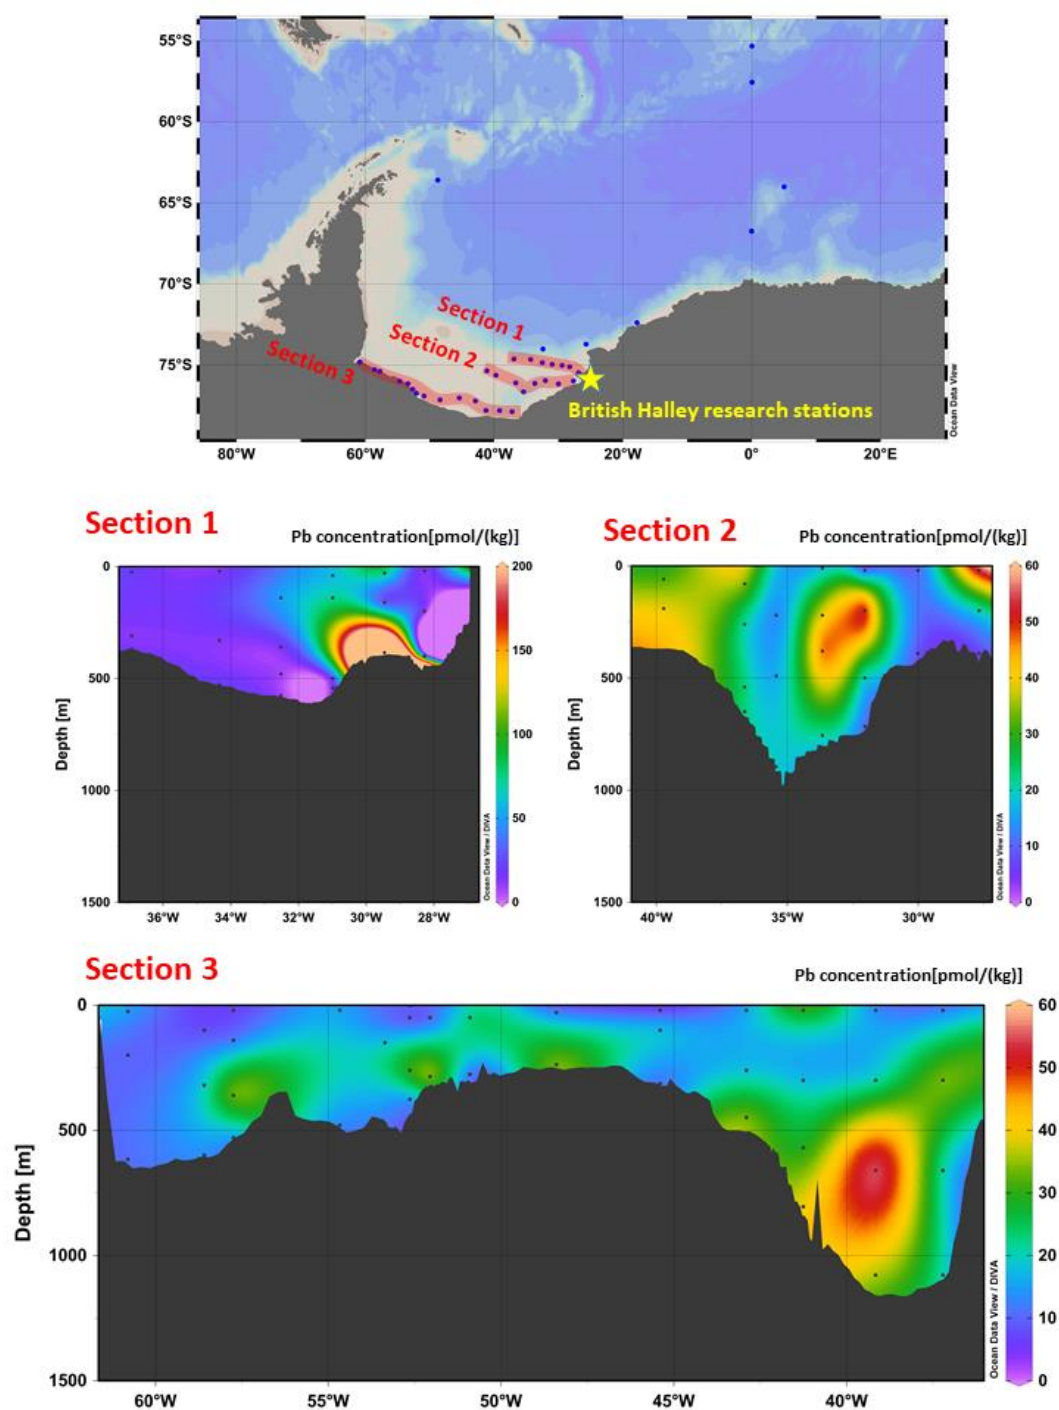 55°S
60°S
65°S
70°S
75°S
Section 1
Section 2
Section 3
British Halley research stations
Ocean Data View
80°W 60°W 40°W 20°W 0° 20°E
Section 1
Pb concentration[pmol/(kg)]
0
500
1000
1500
Depth [m]
36°W 34°W 32°W 30°W 28°W
200
150
100
50
0
Ocean Data View / DIVA
Section 2
Pb concentration[pmol/(kg)]
0
500
1000
1500
Depth [m]
40°W 35°W 30°W
60
50
40
30
20
10
0
Ocean Data View / DIVA
Section 3
Pb concentration[pmol/(kg)]
0
500
1000
1500
Depth [m]
60°W 55°W 50°W 45°W 40°W
60
50
40
30
20
10
0
Ocean Data View / DIVA